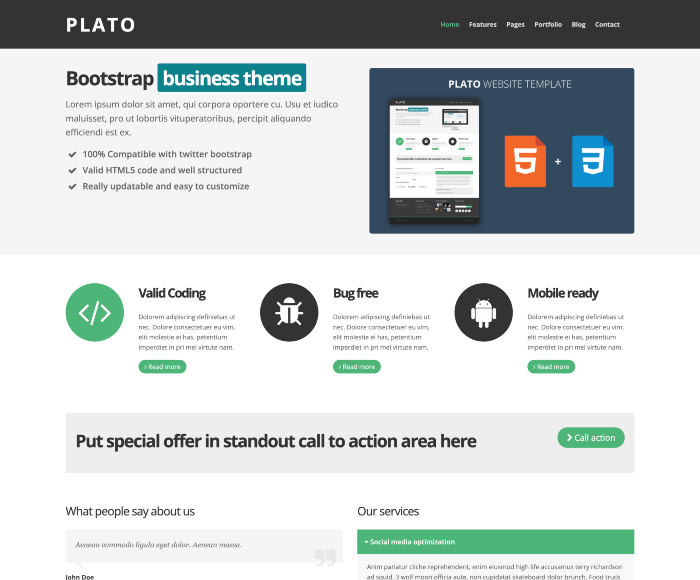 PLATO
Home Features Pages Portfolio Blog Contact
Bootstrap business theme
Lorem ipsum dolor sit amet, qui corpora oportere cu. Usu et iudico
maluisset, pro ut lobortis vituperatoribus, percipit aliquando
efficiendi est ex.
100% Compatible with twitter bootstrap
Valid HTML5 code and well structured
Really updatable and easy to customize
PLATO WEBSITE TEMPLATE
5 + 3
Valid Coding
Dolorem adipiscing definiebas ut
nec. Dolore consectetuer eu vim,
elit molestie ei has, petentium
imperdiet in pri mel virtute nam.
Read more
Bug free
Dolorem adipiscing definiebas ut
nec. Dolore consectetuer eu vim,
elit molestie ei has, petentium
imperdiet in pri mel virtute nam.
Read more
Mobile ready
Dolorem adipiscing definiebas ut
nec. Dolore consectetuer eu vim,
elit molestie ei has, petentium
imperdiet in pri mel virtute nam.
Read more
Put special offer in standout call to action area here
Call action
What people say about us
Aenean commodo ligula eget dolor. Aenean massa.
John Doe
Our services
Social media optimization
Anim pariatur cliche reprehenderit, enim eiusmod high life accusamus terry richardson
ad squid. 3 wolf moon officia aute, non cupidatat skateboard dolor brunch. Food truck